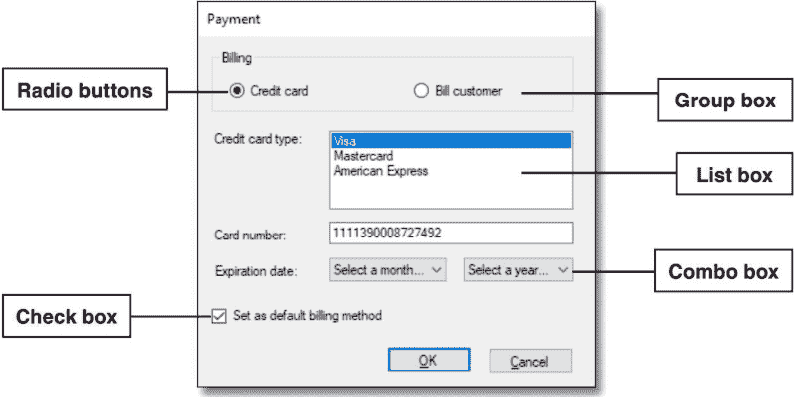 Payment
Billing
Radio buttons
Credit card
Bill customer
Group box
Credit card type:
Visa
Mastercard
American Express
List box
Card number:
1111390008727492
Expiration date:
Select a month...
Select a year...
Combo box
Check box
Set as default billing method
OK
Cancel